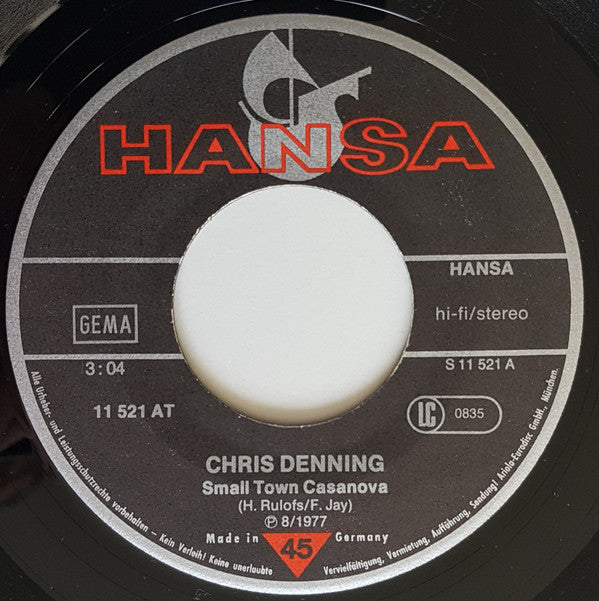 HANSA
HANSA
GEMA
hi-fi/stereo
3:04
S 11 521 A
11 521 AT
LC 0835
CHRIS DENNING
Small Town Casanova
(H. Rulofs/F. Jay)
℗ 8/1977
Made in 45 Germany
Alle Urheber- und Leistungsschutzrechte vorbehalten – Kein Verleih! Keine unerlaubte Vervielfältigung, Vermietung, Aufführung, Sendung! Ariola-Eurodisc GmbH., München.